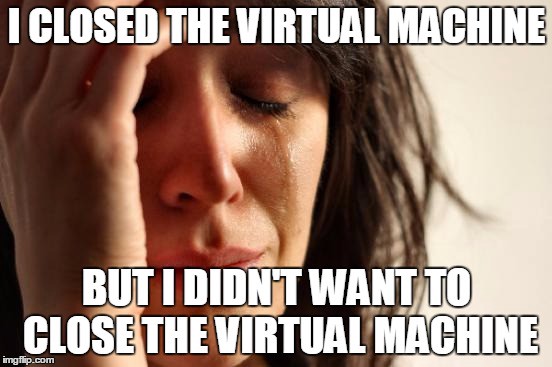 I CLOSED THE VIRTUAL MACHINE
BUT I DIDN'T WANT TO
CLOSE THE VIRTUAL MACHINE
imgflip.com